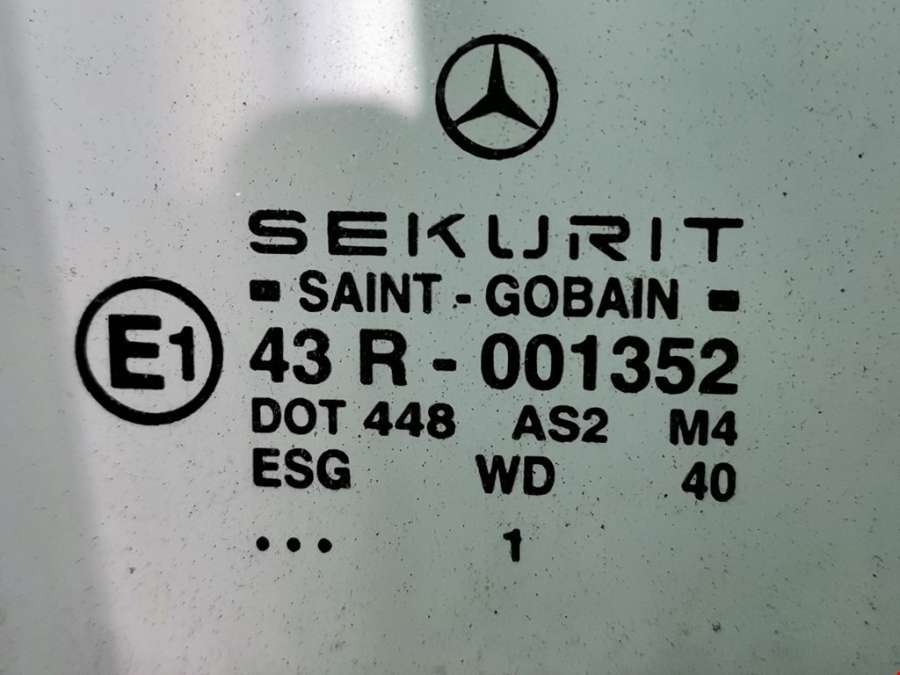 SEKURIT
SAINT - GOBAIN
E1 43 R - 001352
DOT 448 AS2 M4
ESG WD 40
... 1